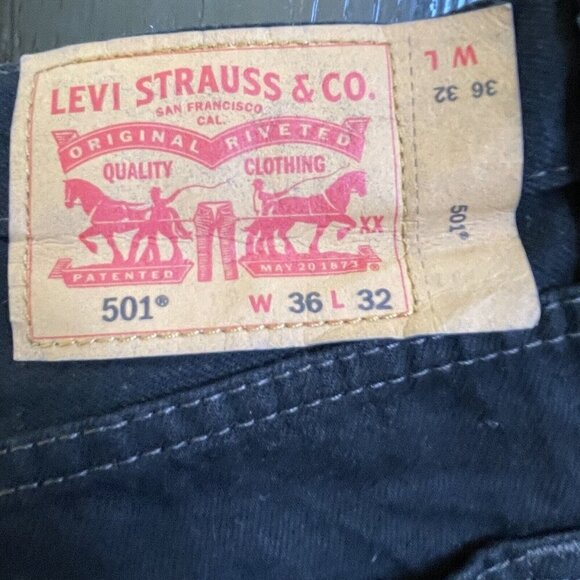 LEVI STRAUSS & CO.
SAN FRANCISCO
CAL.
ORIGINAL RIVETED
QUALITY CLOTHING
XX
PATENTED MAY 20 1873 ®
501® W 36 L 32
W L
36 32
501®